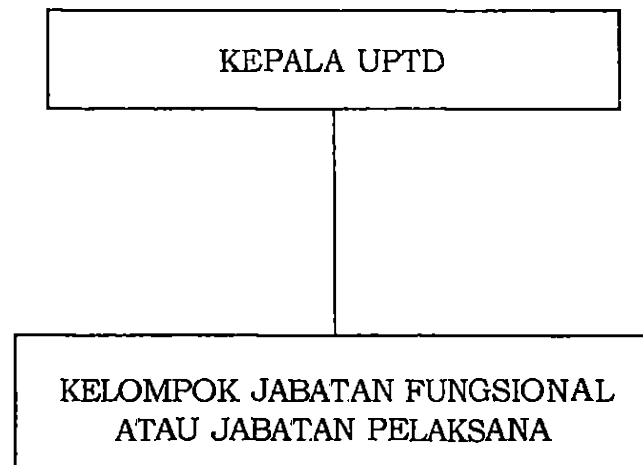 KEPALA UPTD
KELOMPOK JABATAN FUNGSIONAL
ATAU JABATAN PELAKSANA